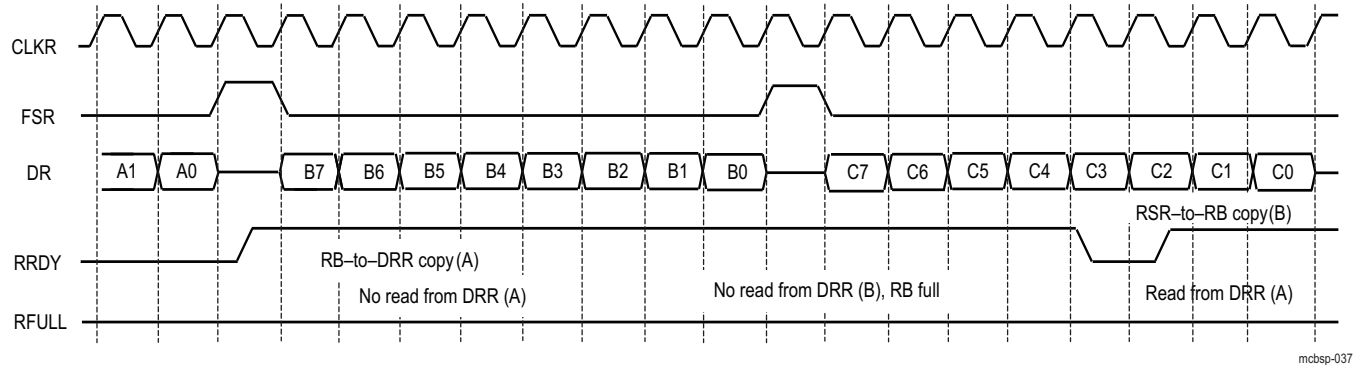 CLKR
FSR
DR A1 A0 B7 B6 B5 B4 B3 B2 B1 B0 C7 C6 C5 C4 C3 C2 C1 C0
RSR–to–RB copy(B)
RRDY RB–to–DRR copy(A)
No read from DRR (A) No read from DRR (B), RB full Read from DRR (A)
RFULL
mcbsp-037